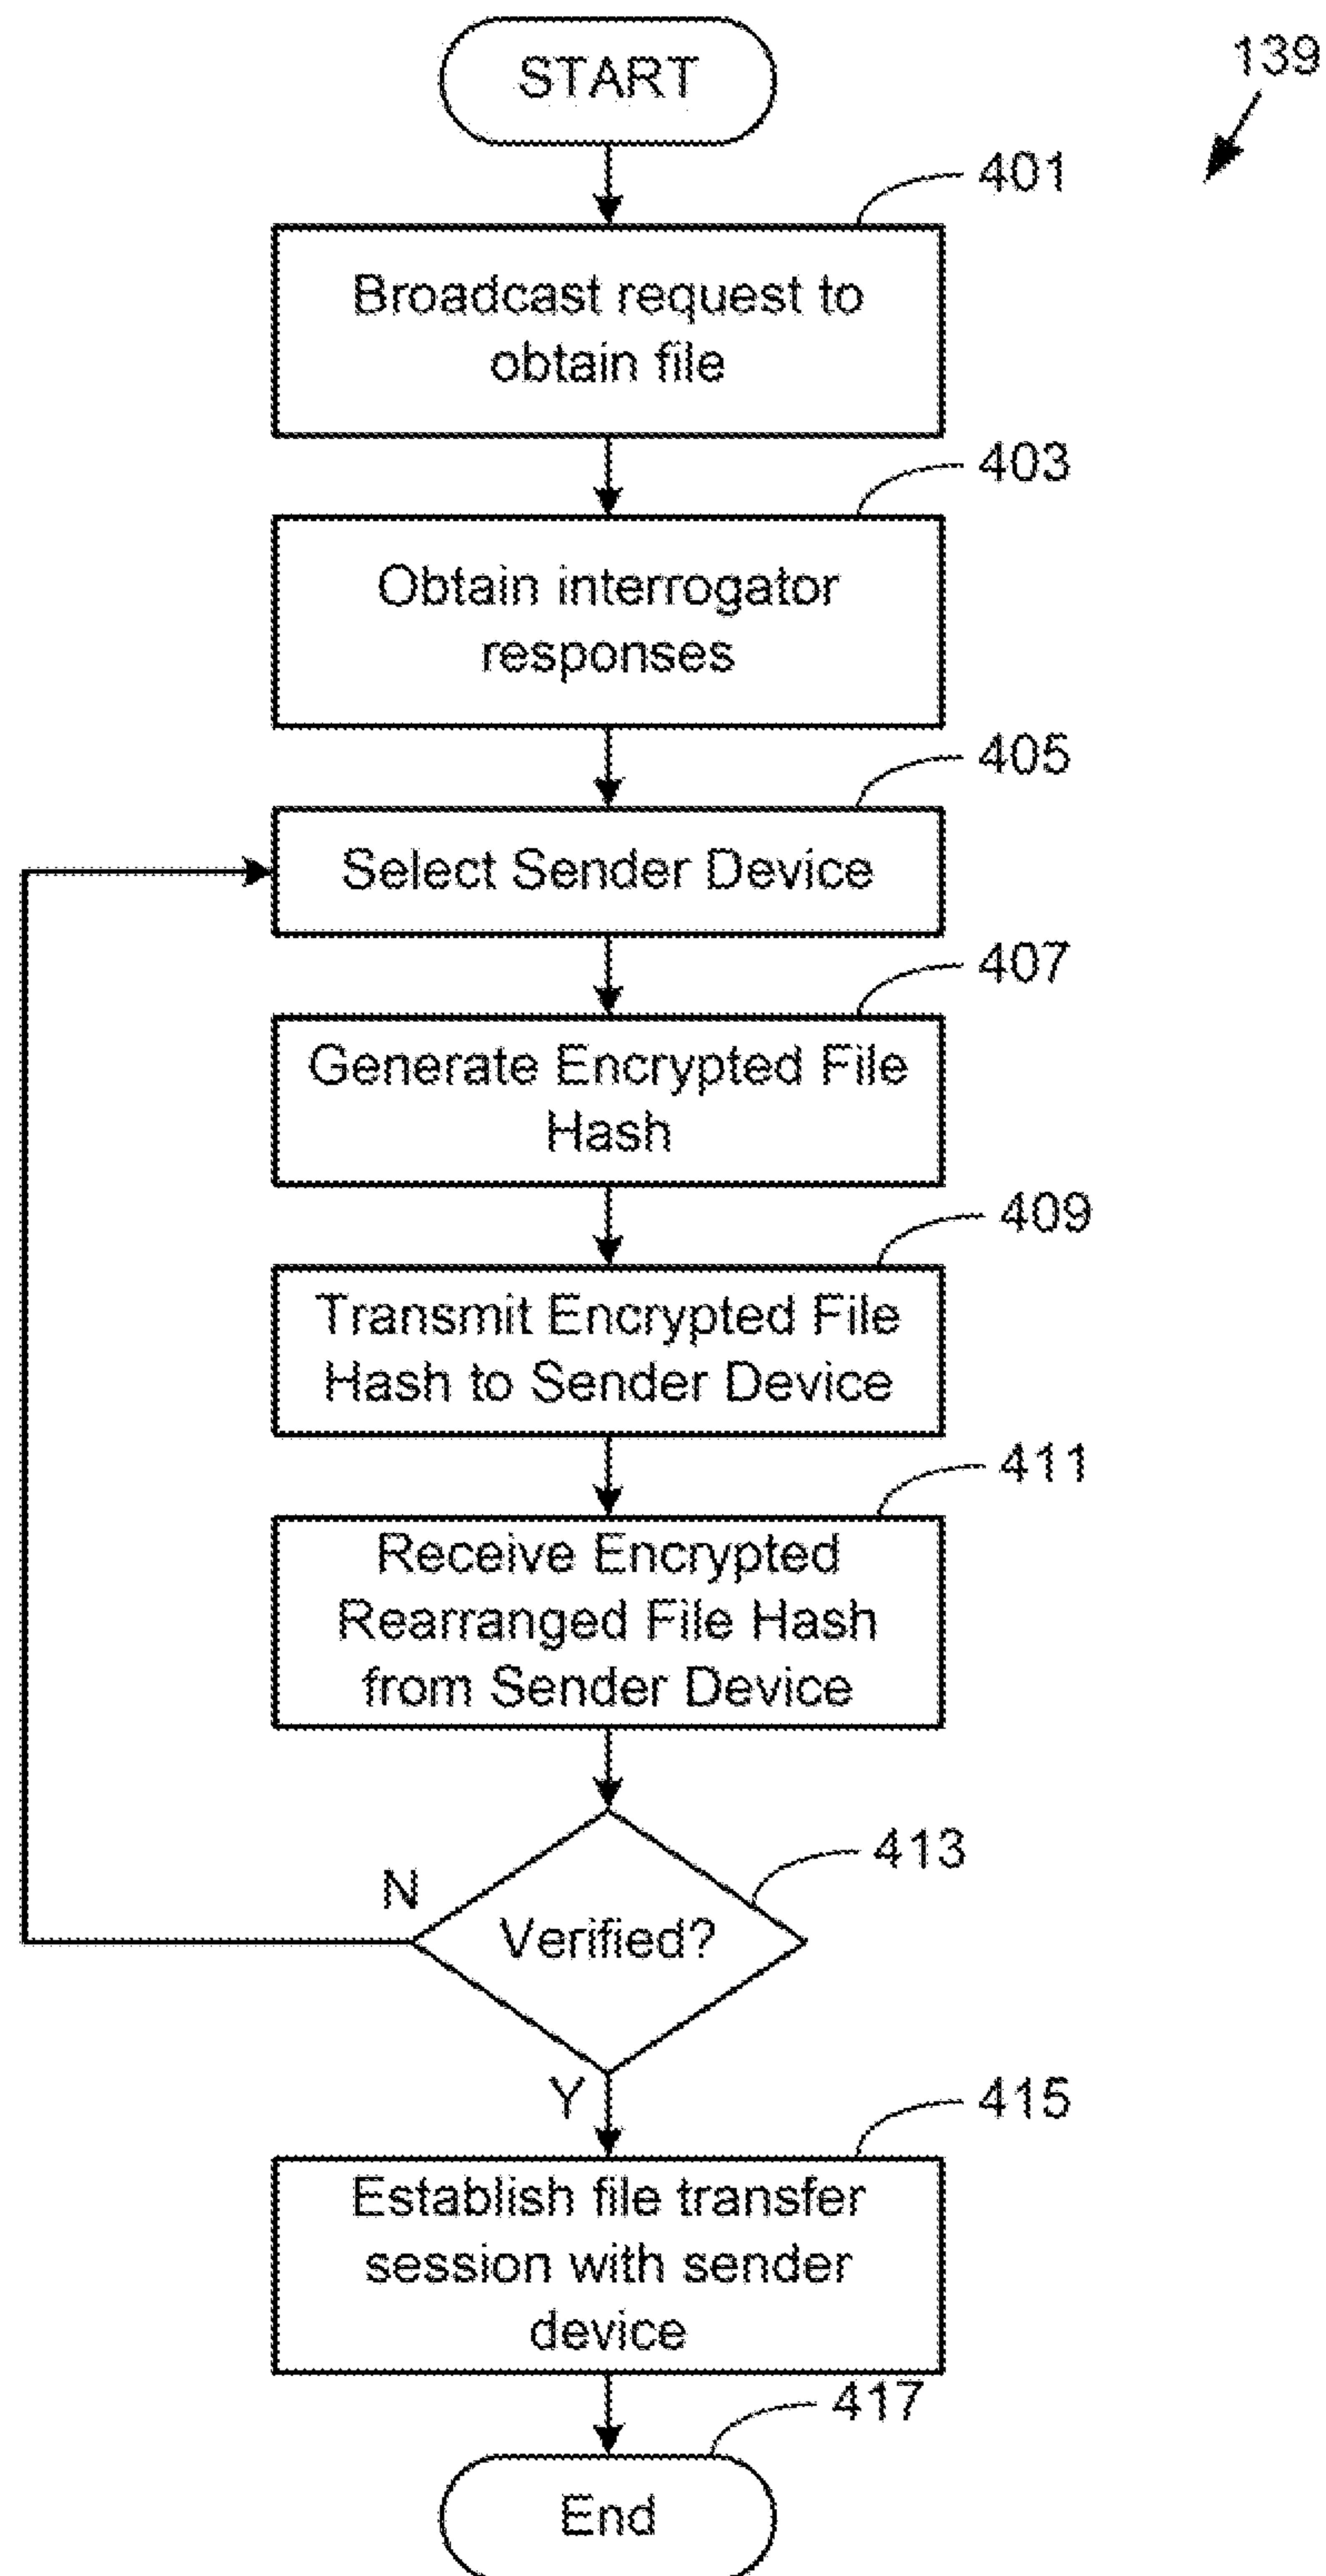 START
139
401
Broadcast request to
obtain file
403
Obtain interrogator
responses
405
Select Sender Device
407
Generate Encrypted File
Hash
409
Transmit Encrypted File
Hash to Sender Device
411
Receive Encrypted
Rearranged File Hash
from Sender Device
413
N
Verified?
Y
415
Establish file transfer
session with sender
device
417
End